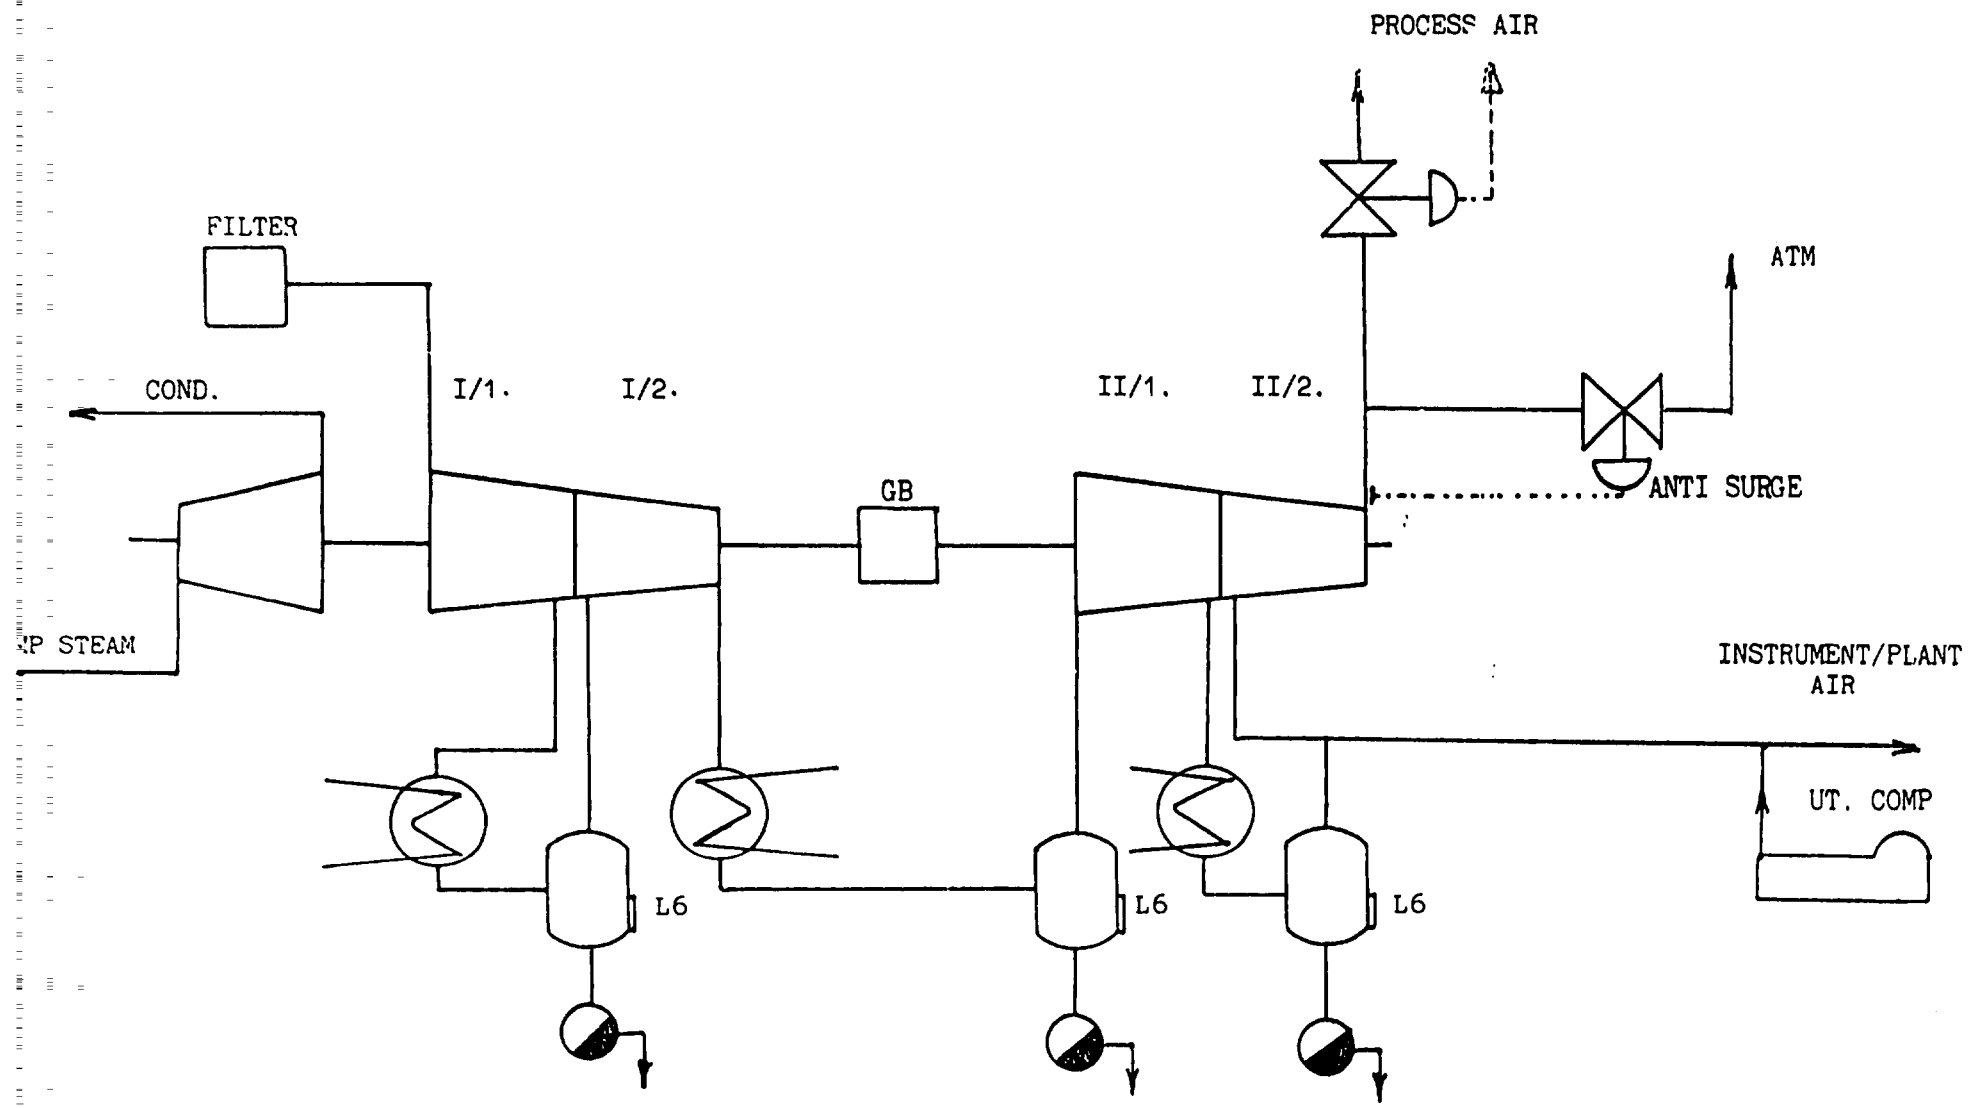 PROCESS AIR
FILTER
ATM
COND.
I/1.
I/2.
II/1.
II/2.
GB
ANTI SURGE
STEAM
INSTRUMENT/PLANT
AIR
UT. COMP
L6
L6
L6